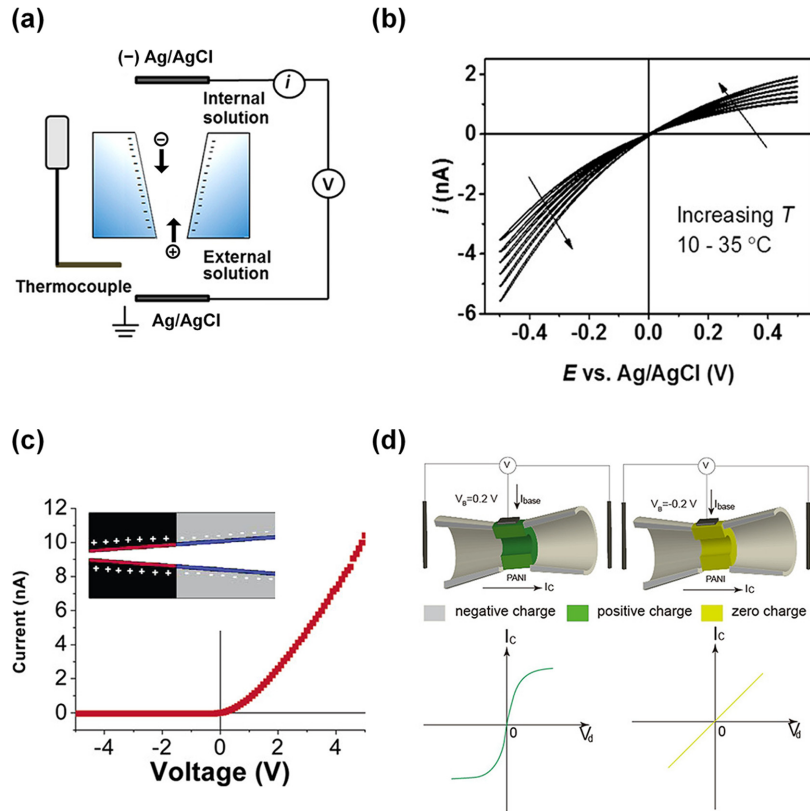 (a)
(−) Ag/AgCl
i
Internal
solution
−
V
+
External
solution
Thermocouple
Ag/AgCl
(b)
2
0
-2
-4
-6
i (nA)
Increasing T
10 - 35 °C
-0.4 -0.2 0.0 0.2 0.4
E vs. Ag/AgCl (V)
(c)
12
10
8
6
4
2
0
Current (nA)
+ + + + + - - - - -
+ + + + + - - - - -
-4 -2 0 2 4
Voltage (V)
(d)
V V
V_B=0.2 V I_base V_B=-0.2 V I_base
PANI PANI
I_C I_C
negative charge positive charge zero charge
I_C I_C
0 V_d 0 V_d